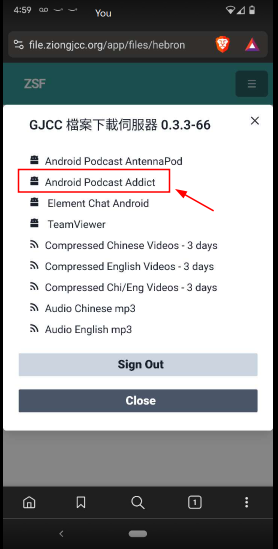 4:59
You
file.ziongjcc.org/app/files/hebron
ZSF
GJCC 檔案下載伺服器 0.3.3-66
Android Podcast AntennaPod
Android Podcast Addict
Element Chat Android
TeamViewer
Compressed Chinese Videos - 3 days
Compressed English Videos - 3 days
Compressed Chi/Eng Videos - 3 days
Audio Chinese mp3
Audio English mp3
Sign Out
Close
1